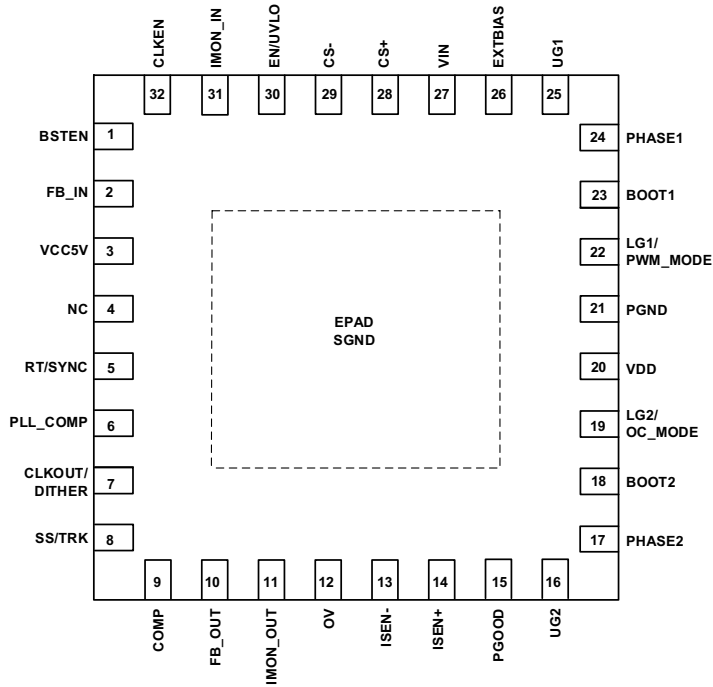 CLKEN
IMON_IN
EN/UVLO
CS-
CS+
VIN
EXTBIAS
UG1
32 31 30 29 28 27 26 25
BSTEN 1
FB_IN 2
VCC5V 3
NC 4
RT/SYNC 5
PLL_COMP 6
CLKOUT/
DITHER
7
SS/TRK 8
EPAD
SGND
24 PHASE1
23 BOOT1
22
LG1/
PWM_MODE
21 PGND
20 VDD
19
LG2/
OC_MODE
18 BOOT2
17 PHASE2
9 10 11 12 13 14 15 16
COMP
FB_OUT
IMON_OUT
OV
ISEN-
ISEN+
PGOOD
UG2